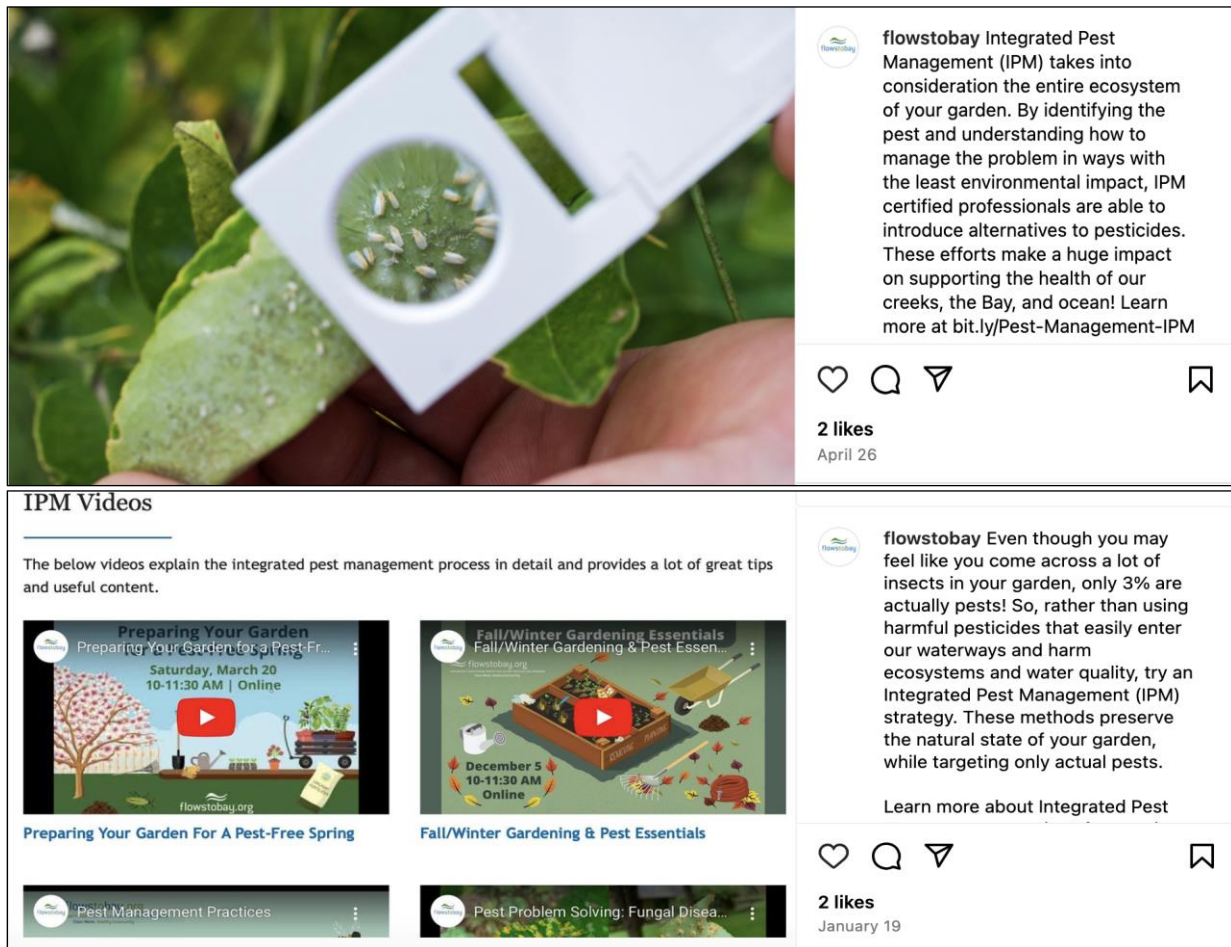 flowstobay
flowstobay Integrated Pest
Management (IPM) takes into
consideration the entire ecosystem
of your garden. By identifying the
pest and understanding how to
manage the problem in ways with
the least environmental impact, IPM
certified professionals are able to
introduce alternatives to pesticides.
These efforts make a huge impact
on supporting the health of our
creeks, the Bay, and ocean! Learn
more at bit.ly/Pest-Management-IPM
2 likes
April 26
IPM Videos
The below videos explain the integrated pest management process in detail and provides a lot of great tips
and useful content.
Preparing Your Garden
for a Pest-Free Spring
Preparing Your Garden for a Pest-Fr...
Saturday, March 20
10-11:30 AM | Online
flowstobay.org
Preparing Your Garden For A Pest-Free Spring
Fall/Winter Gardening Essentials
Fall/Winter Gardening & Pest Essen...
flowstobay.org
December 5
10-11:30 AM
Online
Fall/Winter Gardening & Pest Essentials
Pest Management Practices
Pest Problem Solving: Fungal Disea...
flowstobay
flowstobay Even though you may
feel like you come across a lot of
insects in your garden, only 3% are
actually pests! So, rather than using
harmful pesticides that easily enter
our waterways and harm
ecosystems and water quality, try an
Integrated Pest Management (IPM)
strategy. These methods preserve
the natural state of your garden,
while targeting only actual pests.
Learn more about Integrated Pest
2 likes
January 19